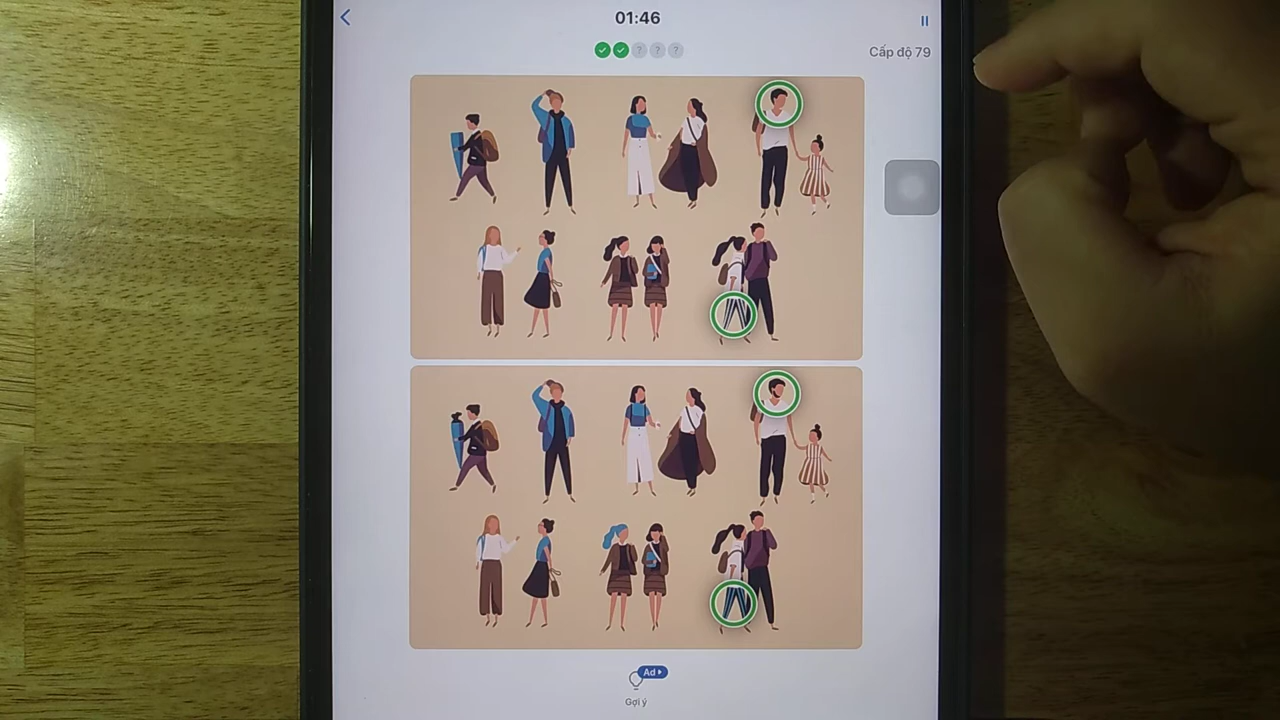 01:46
? ? ?
Cấp độ 79
Ad
Gợi ý